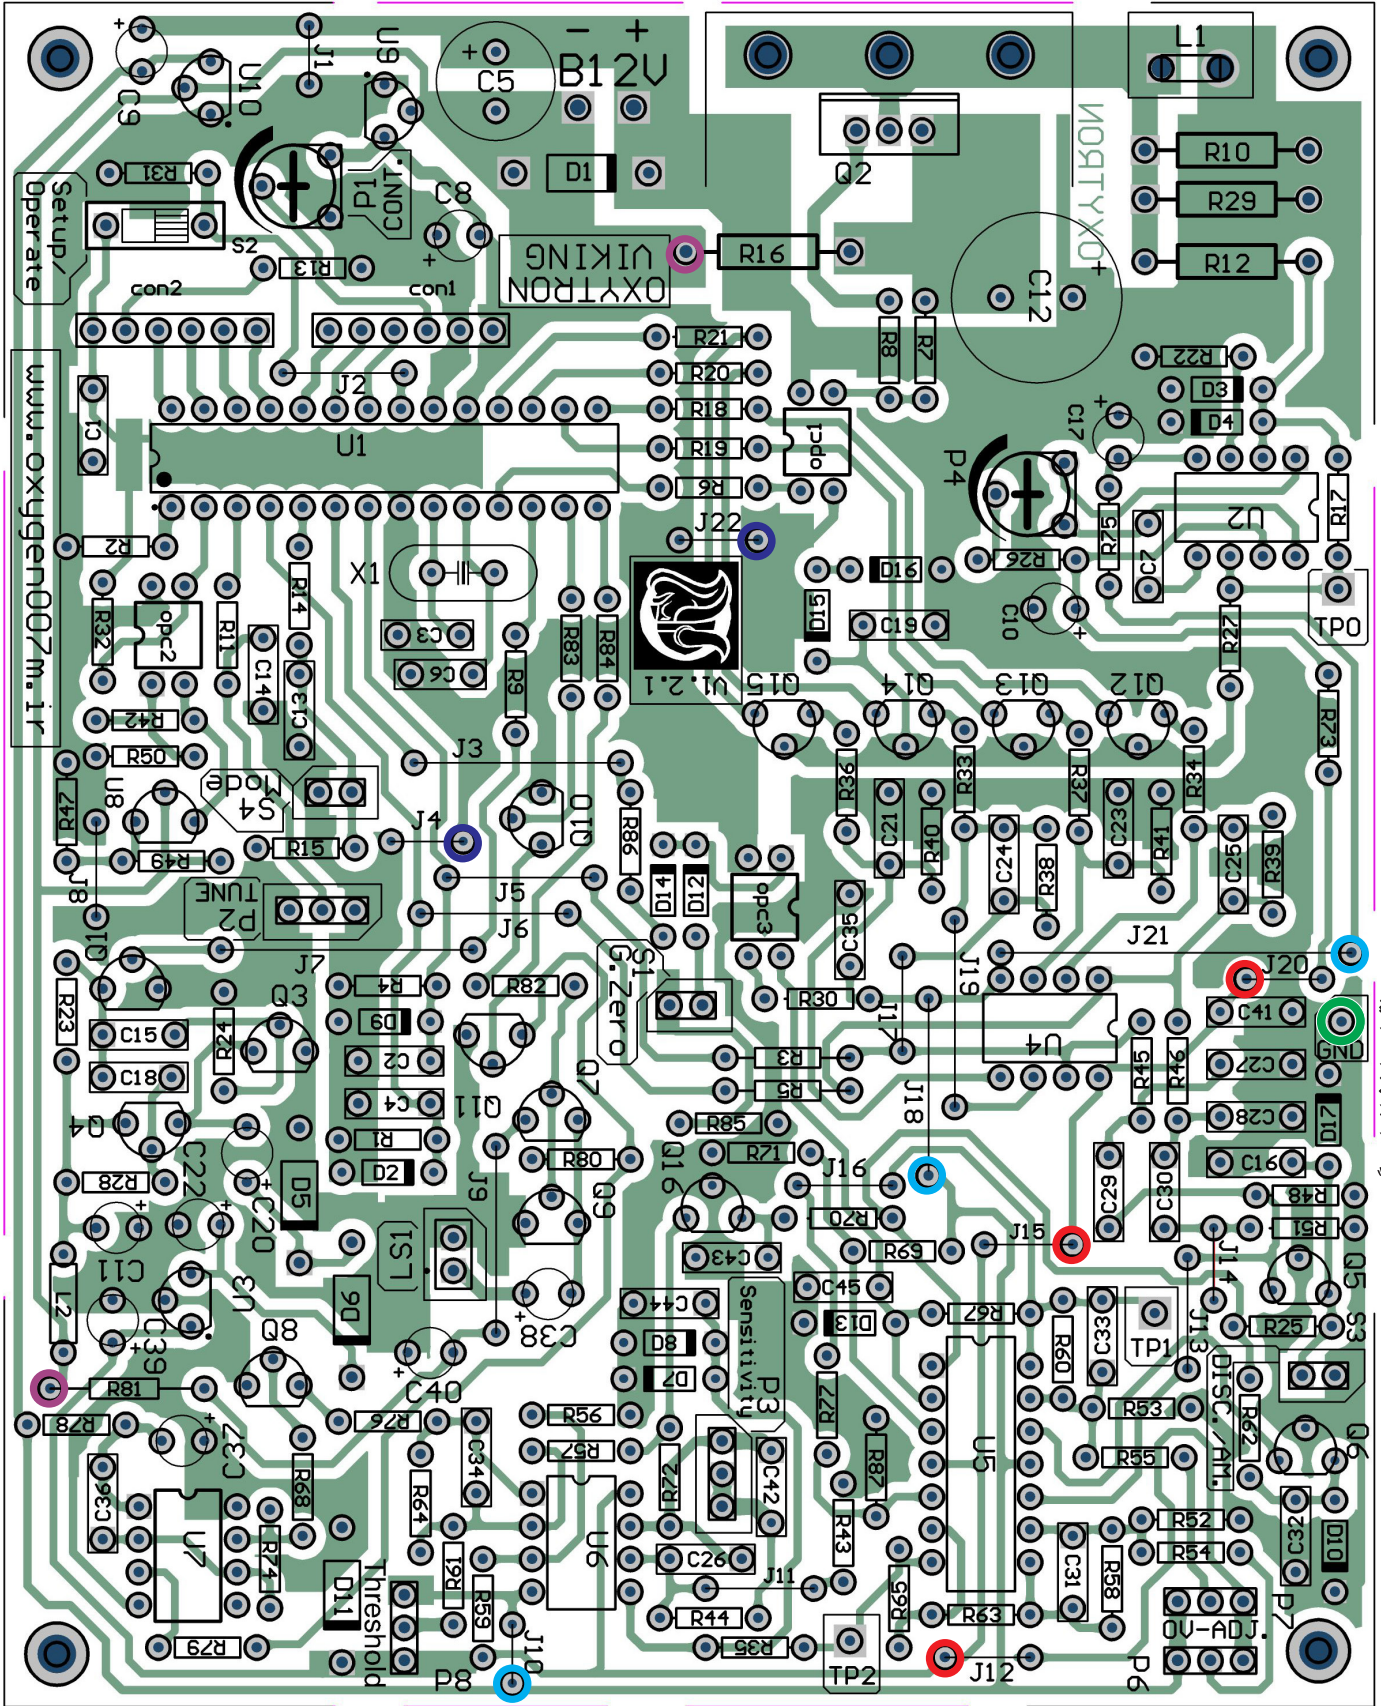 - +
B12V
C9
U10
J1
U9
C5
L1
D1
Q2
OXYTRON
R10
R29
R12
R31
P1
CONT.
C8
Setup/
Operate
S2
R13
OXYTRON
VIKING
R16
C12
con2
con1
R21
R8
R7
J2
R20
R22
D3
C1
R18
D4
C17
U1
opc1
R19
P4
R6
U2
R17
J22
R75
C7
www.oxygen007m.ir
R2
X1
D16
R26
R14
R32
opc2
R11
C3
D15
C19
C10
R27
TP0
C14
C13
C6
R9
R83
R84
V1.2.1
Q15
Q14
Q13
Q12
R42
R73
R50
J3
R36
R33
R37
R34
R47
U8
Mode
S4
Q10
J4
R86
C21
R40
C24
R38
C23
R41
C25
R39
R49
R15
J8
J5
D14
D12
opc3
TUNE
P2
J6
C35
J19
J21
Q1
J7
S1
G.Zero
J20
R23
Q3
R4
R82
R30
J17
C41
C15
R24
D9
U4
R45
R46
GND
C18
C2
R3
C27
Q7
R5
J18
C4
Q11
R85
C28
D17
Q4
R1
R80
R71
C22
D2
Q16
C16
R28
D5
J9
Q9
J16
C29
C30
R48
C20
R70
R51
LS1
J15
R69
J14
Q5
C11
C43
L2
U3
D6
C45
C44
Sensitivity
P3
C38
C39
D13
R67
R60
C33
TP1
J13
R25
S3
Q8
D8
C40
D7
DISC./AM.
R81
R77
R53
R62
R78
R76
R56
Q6
C37
R57
U5
R55
C34
R72
C42
R87
C36
R68
R64
R52
C32
D10
U7
R74
U6
R43
R54
D11
Threshold
R61
R59
C26
J11
R65
C31
R58
R44
R63
OV-ADJ.
P7
R79
J10
R35
TP2
J12
P6
P8